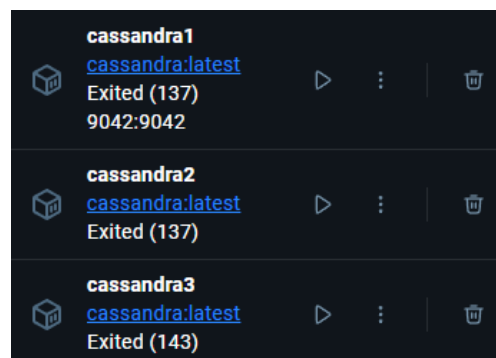 cassandra1
cassandra:latest
Exited (137)
9042:9042
cassandra2
cassandra:latest
Exited (137)
cassandra3
cassandra:latest
Exited (143)